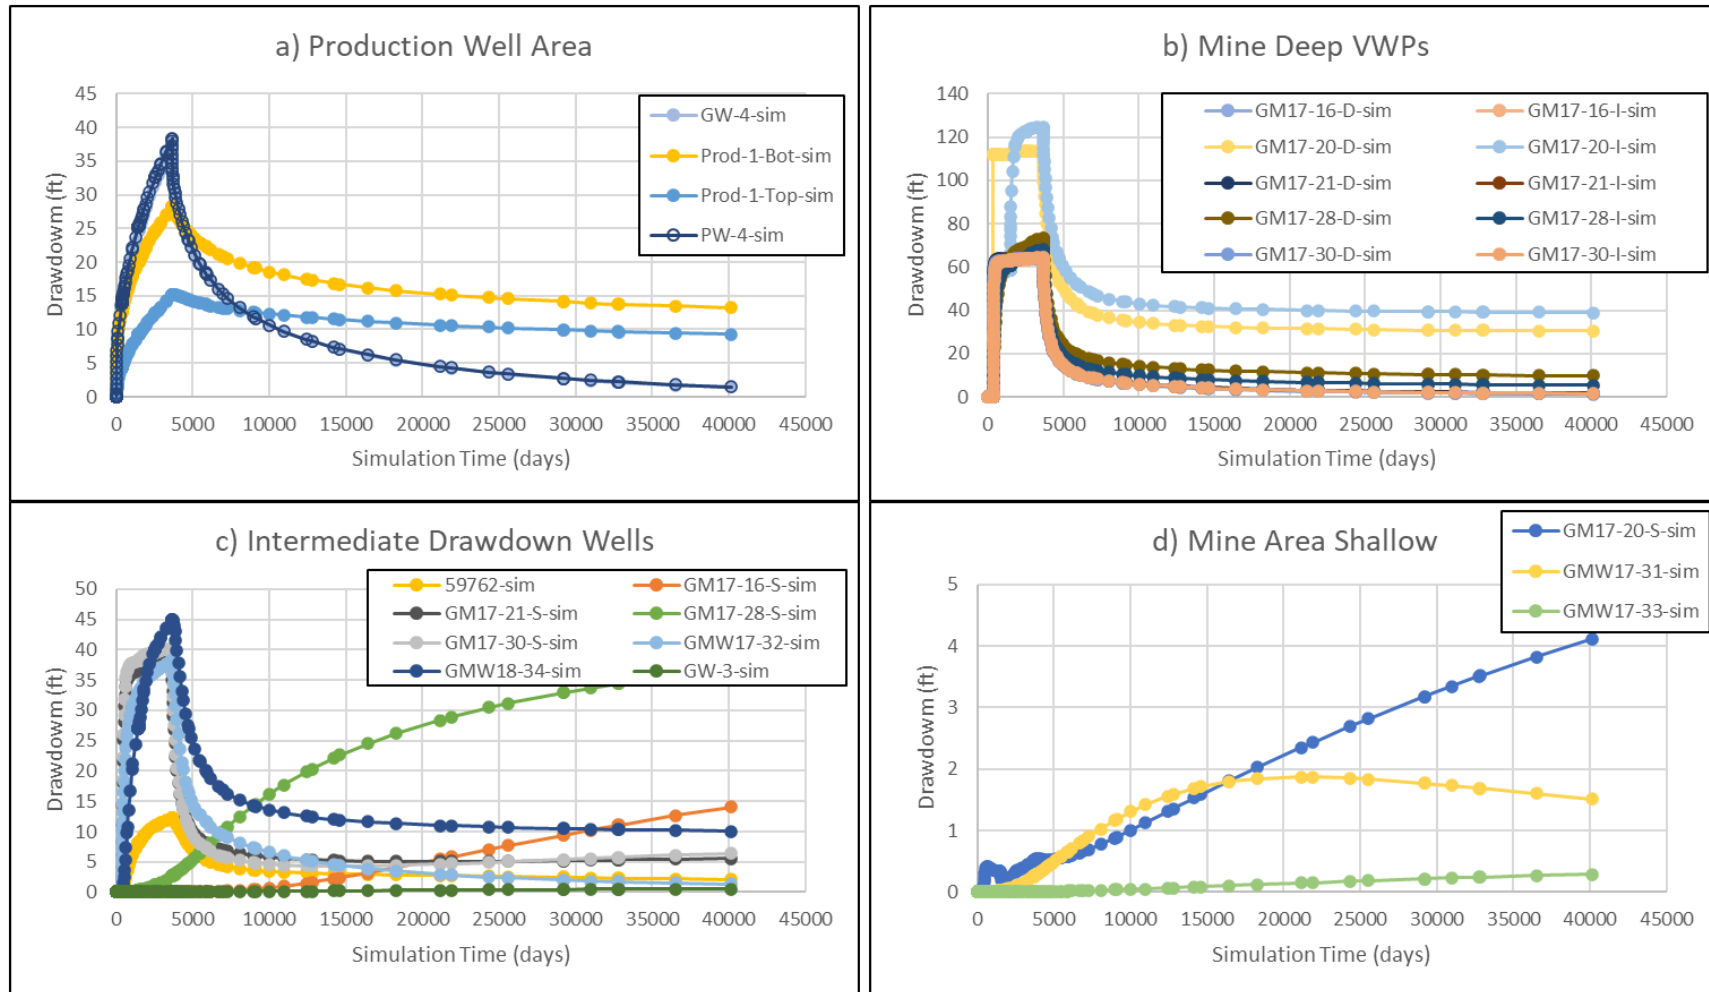 a) Production Well Area
Drawdowm (ft)
45
40
35
30
25
20
15
10
5
0
GW-4-sim
Prod-1-Bot-sim
Prod-1-Top-sim
PW-4-sim
0 5000 10000 15000 20000 25000 30000 35000 40000 45000
Simulation Time (days)
b) Mine Deep VWPs
Drawdowm (ft)
140
120
100
80
60
40
20
0
GM17-16-D-sim GM17-16-I-sim
GM17-20-D-sim GM17-20-I-sim
GM17-21-D-sim GM17-21-I-sim
GM17-28-D-sim GM17-28-I-sim
GM17-30-D-sim GM17-30-I-sim
0 5000 10000 15000 20000 25000 30000 35000 40000 45000
Simulation Time (days)
c) Intermediate Drawdown Wells
Drawdowm (ft)
50
45
40
35
30
25
20
15
10
5
0
59762-sim GM17-16-S-sim
GM17-21-S-sim GM17-28-S-sim
GM17-30-S-sim GMW17-32-sim
GMW18-34-sim GW-3-sim
0 5000 10000 15000 20000 25000 30000 35000 40000 45000
Simulation Time (days)
d) Mine Area Shallow
Drawdowm (ft)
5
4
3
2
1
0
GM17-20-S-sim
GMW17-31-sim
GMW17-33-sim
0 5000 10000 15000 20000 25000 30000 35000 40000 45000
Simulation Time (days)